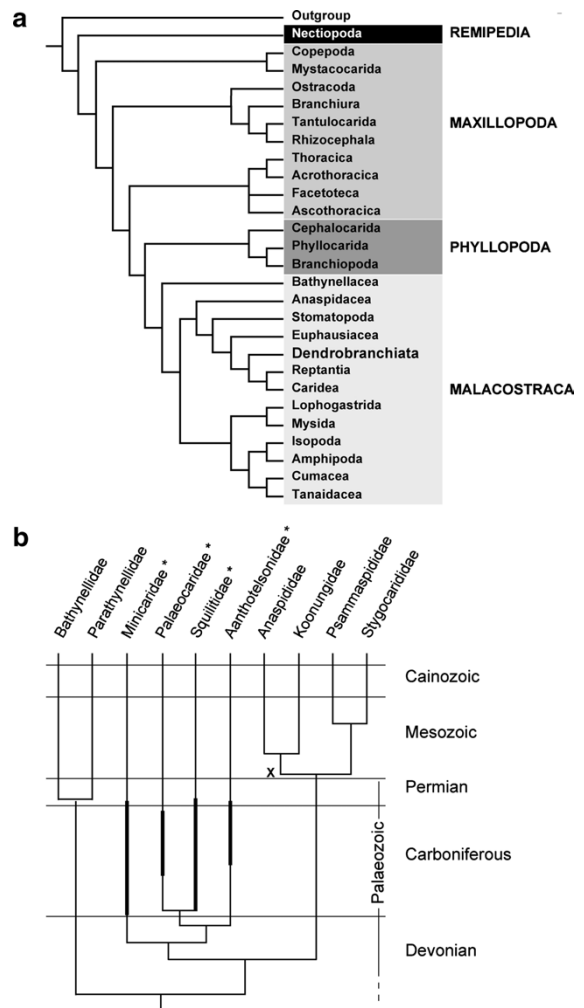 a
Outgroup
Nectiopoda REMIPEDIA
Copepoda
Mystacocarida
Ostracoda
Branchiura MAXILLOPODA
Tantulocarida
Rhizocephala
Thoracica
Acrothoracica
Facetoteca
Ascothoracica
Cephalocarida
Phyllocarida PHYLLOPODA
Branchiopoda
Bathynellacea
Anaspidacea
Stomatopoda
Euphausiacea
Dendrobranchiata
Reptantia
Caridea MALACOSTRACA
Lophogastrida
Mysida
Isopoda
Amphipoda
Cumacea
Tanaidacea
b
Bathynellidae
Parathynellidae
Minicaridae *
Palaeocaridae *
Squilitidae *
Aanthotelsonidae *
Anaspididae
Koonungidae
Psammaspididae
Stygocarididae
Cainozoic
Mesozoic
X
Permian
Carboniferous
Palaeozoic
Devonian